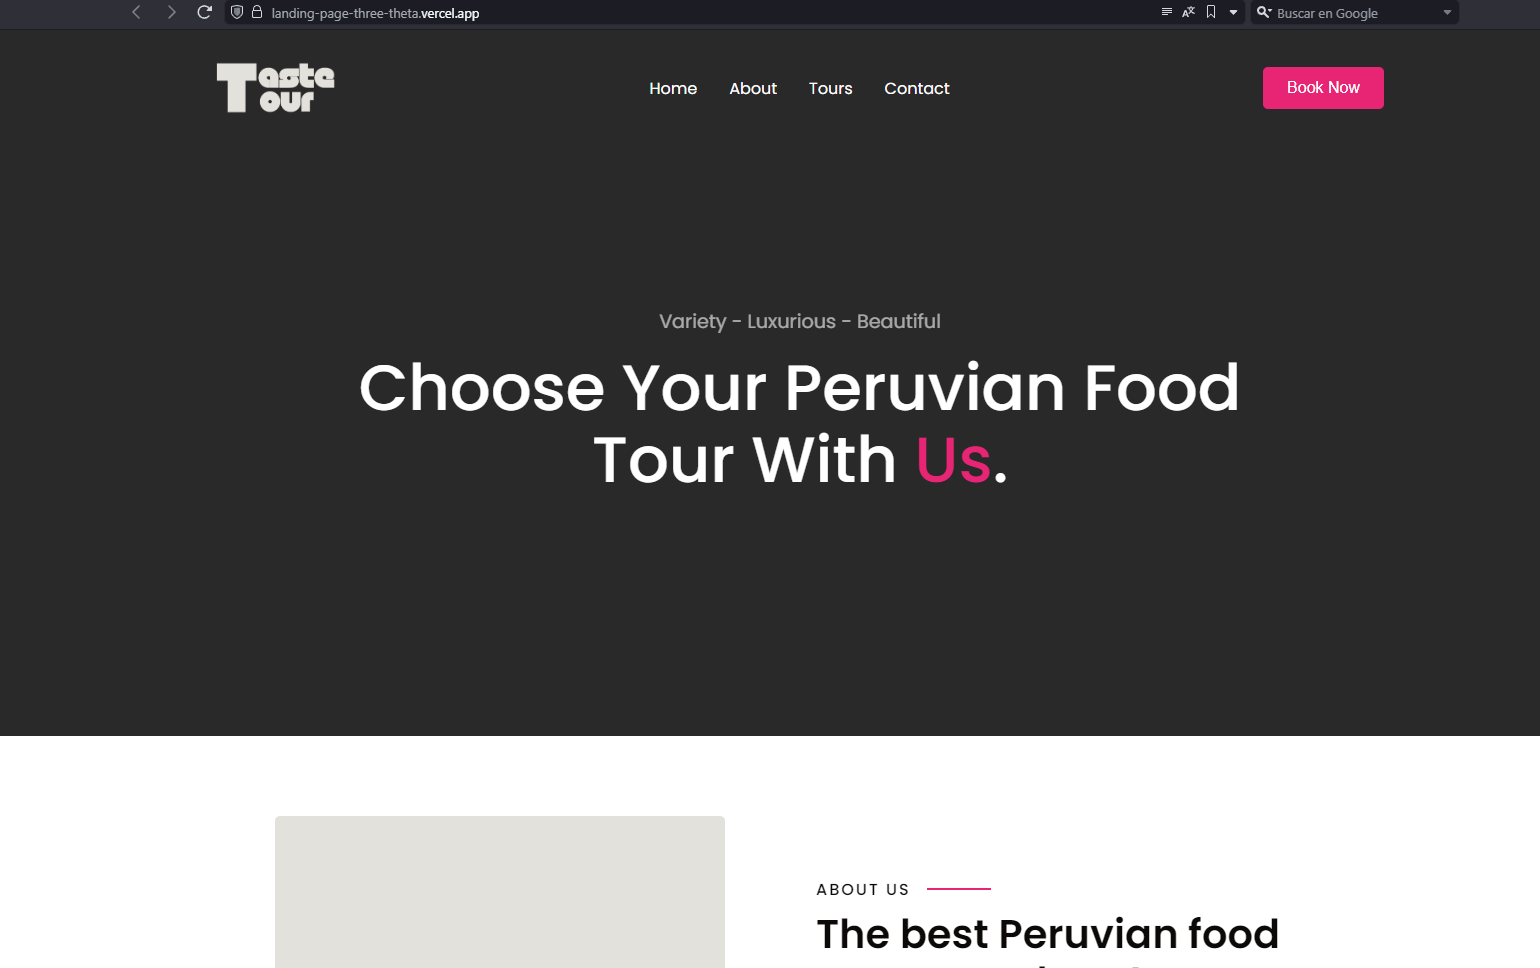 landing-page-three-theta.vercel.app
Buscar en Google
Taste
Tour
Home
About
Tours
Contact
Book Now
Variety - Luxurious - Beautiful
Choose Your Peruvian Food
Tour With Us.
ABOUT US
The best Peruvian food